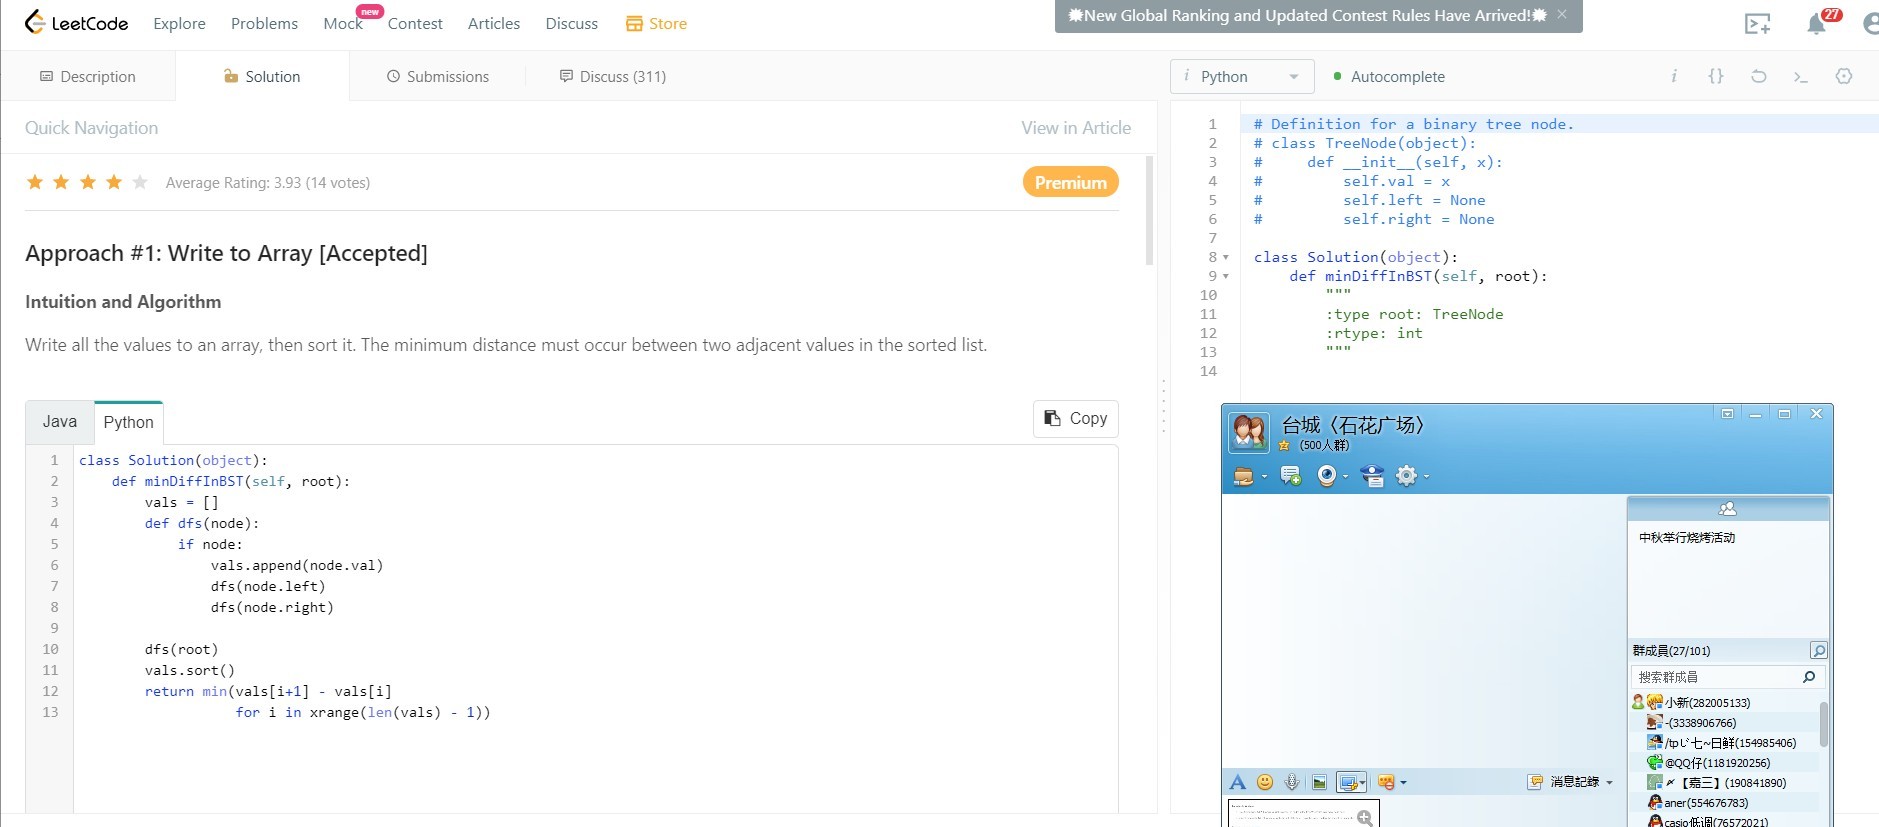 LeetCode Explore Problems Mock new Contest Articles Discuss Store
✹New Global Ranking and Updated Contest Rules Have Arrived!✹ ×
27
Description Solution Submissions Discuss (311)
i Python Autocomplete
i {} >_
Quick Navigation View in Article
Average Rating: 3.93 (14 votes) Premium
Approach #1: Write to Array [Accepted]
Intuition and Algorithm
Write all the values to an array, then sort it. The minimum distance must occur between two adjacent values in the sorted list.
Java Python Copy
1 class Solution(object):
2 def minDiffInBST(self, root):
3 vals = []
4 def dfs(node):
5 if node:
6 vals.append(node.val)
7 dfs(node.left)
8 dfs(node.right)
9
10 dfs(root)
11 vals.sort()
12 return min(vals[i+1] - vals[i]
13 for i in xrange(len(vals) - 1))
1 # Definition for a binary tree node.
2 # class TreeNode(object):
3 # def __init__(self, x):
4 # self.val = x
5 # self.left = None
6 # self.right = None
7
8 class Solution(object):
9 def minDiffInBST(self, root):
10 """
11 :type root: TreeNode
12 :rtype: int
13 """
14
台城〈石花广场〉
(500人群)
中秋举行烧烤活动
群成員(27/101)
搜索群成員
小新(282005133)
-(3338906766)
/tpㄣ七~日鲜(154985406)
@QQ仔(1181920256)
〆【嘉三】(190841890)
aner(554676783)
casio低调(76572021)
A 消息記錄